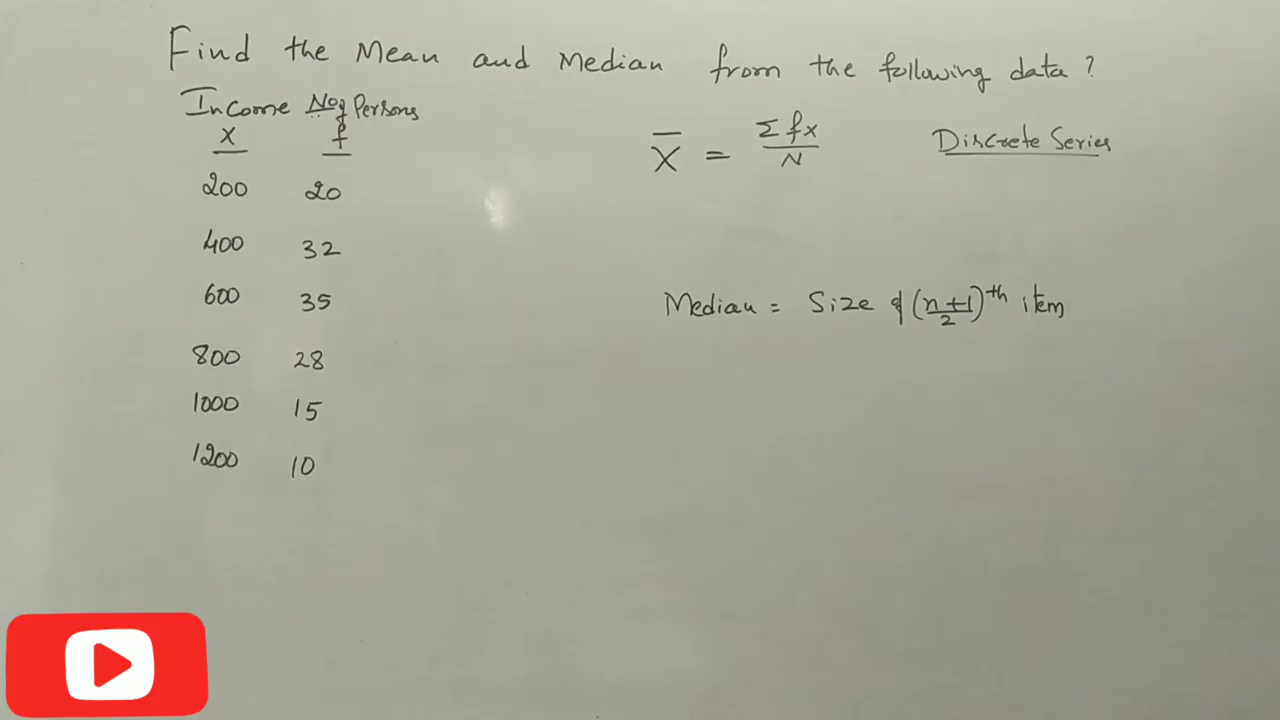 Find the Mean and Median from the following data ?
Income No of Persons
X f
X̄ = Σfx / N
Discrete Series
200 20
400 32
600 35
Median = Size of (n+1 / 2)th item
800 28
1000 15
1200 10